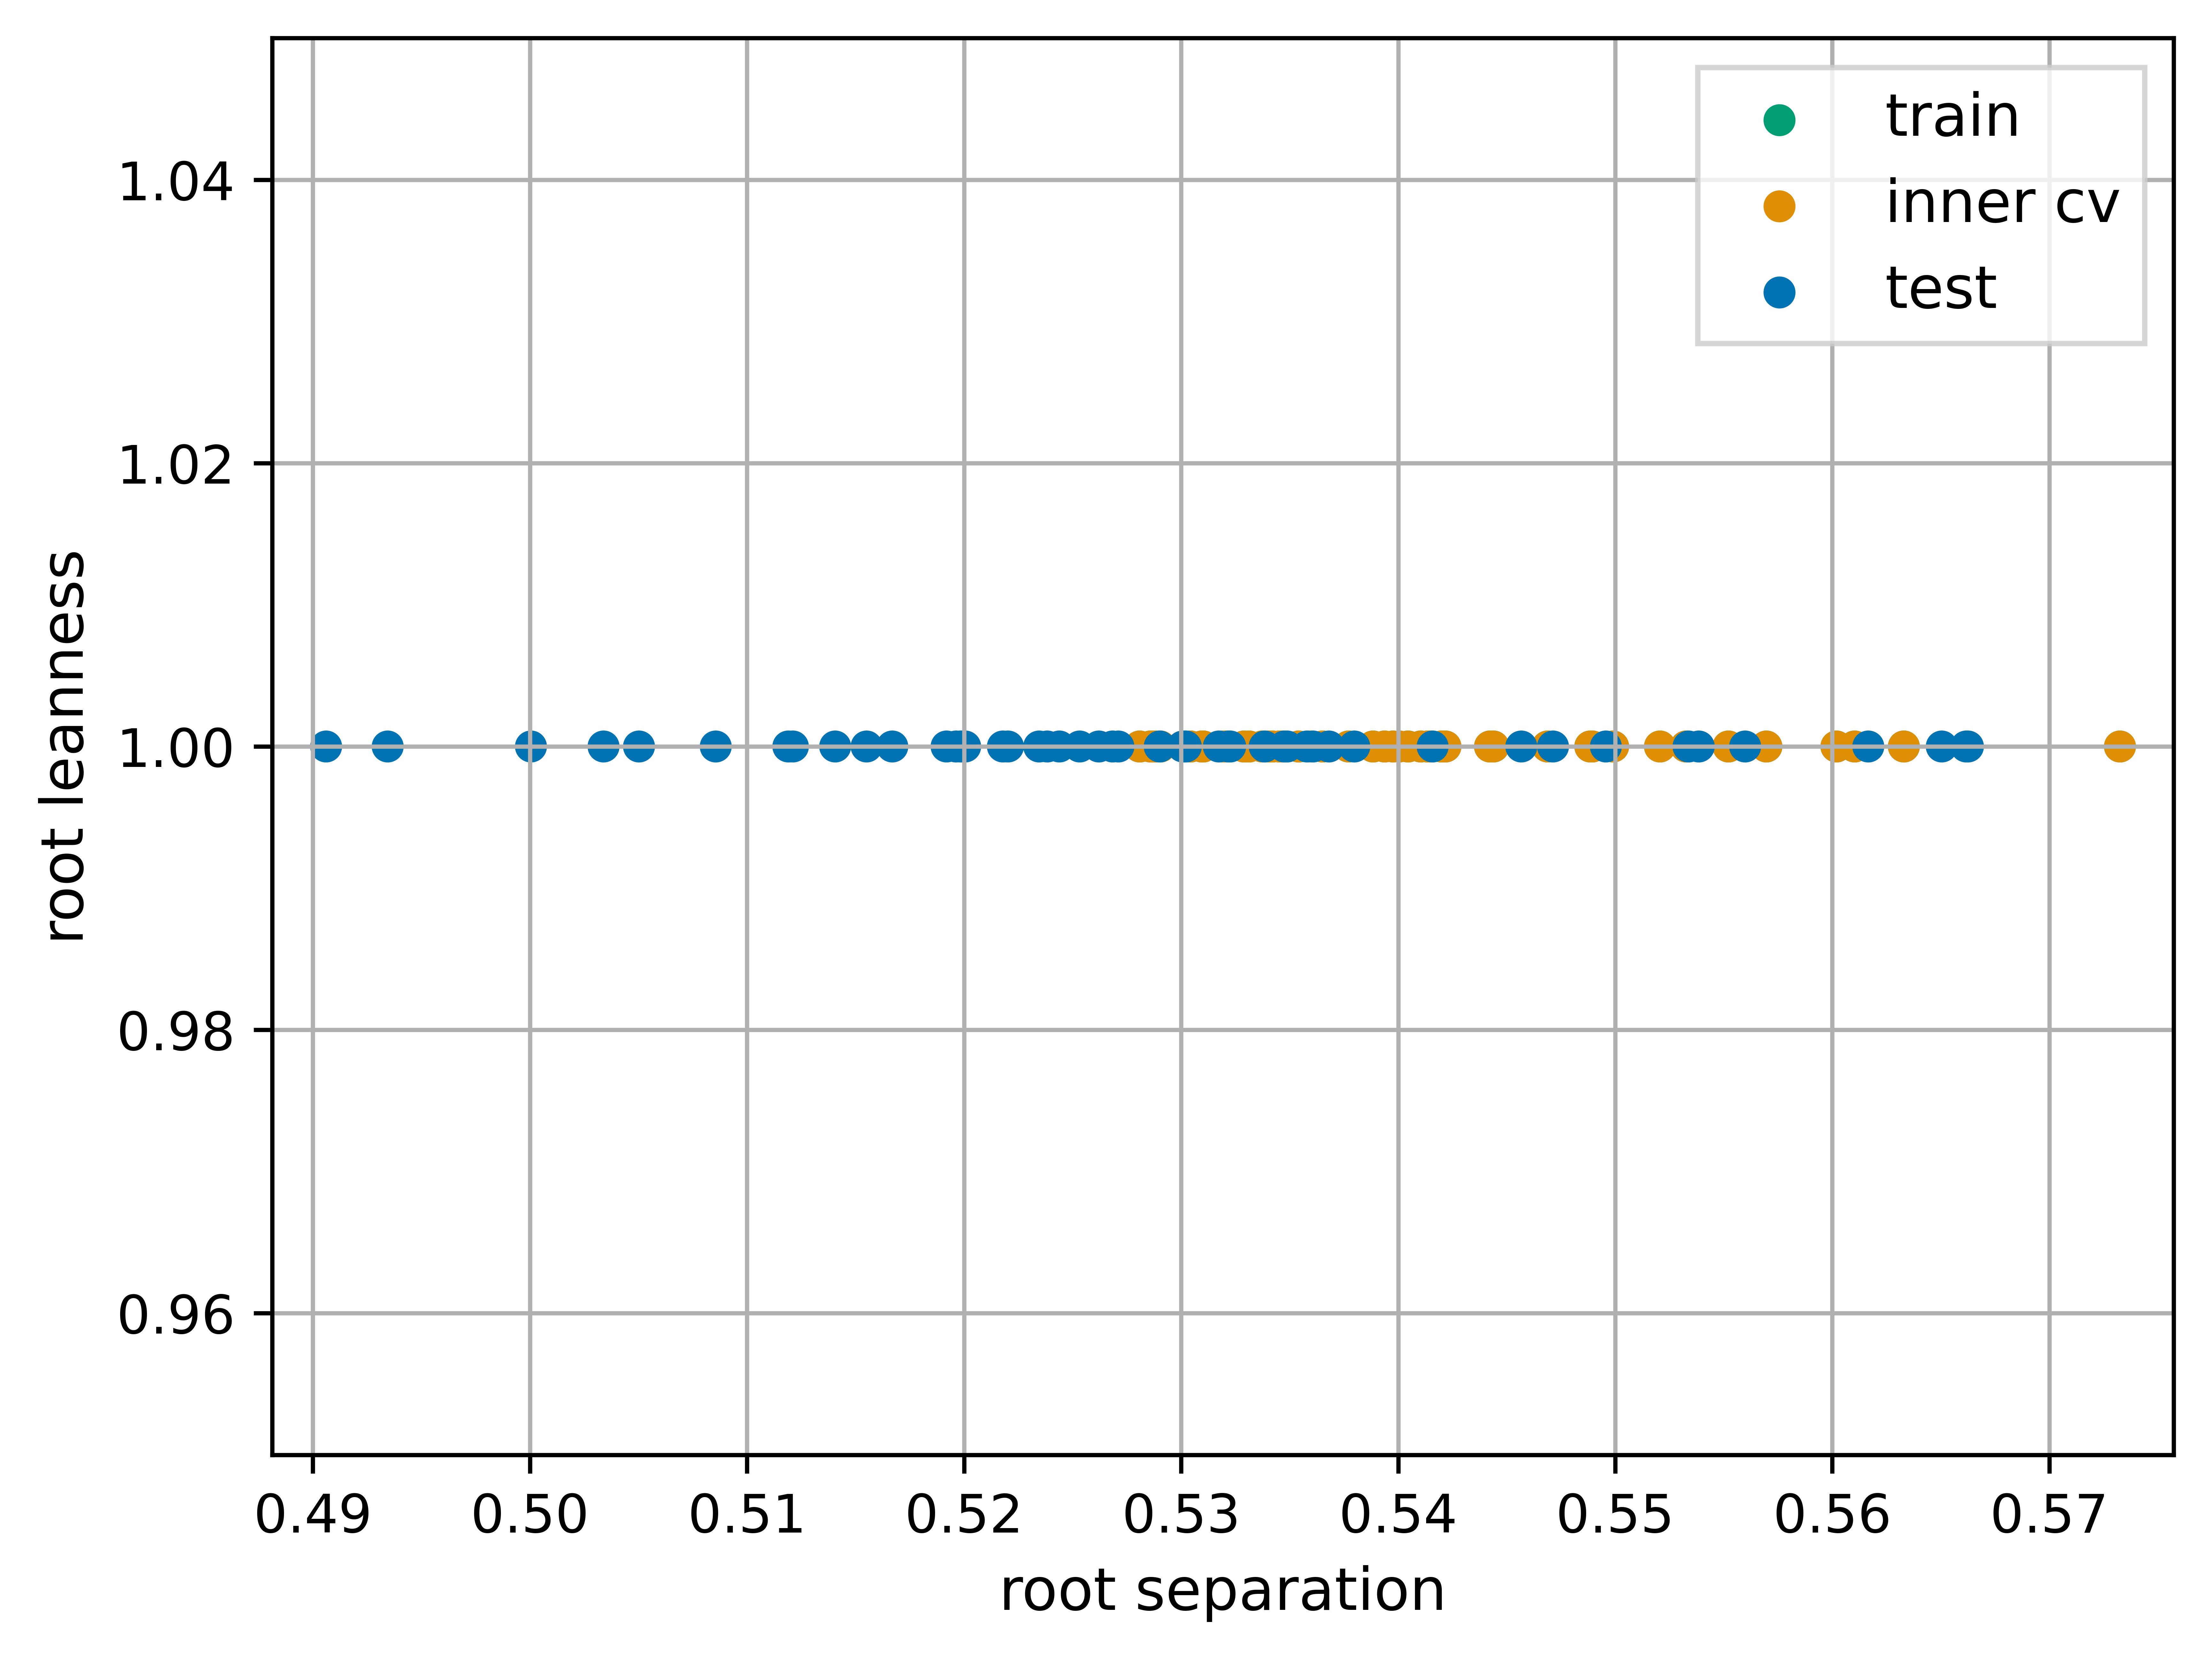 train
inner cv
test
1.04
1.02
1.00
0.98
0.96
root leanness
0.49 0.50 0.51 0.52 0.53 0.54 0.55 0.56 0.57
root separation